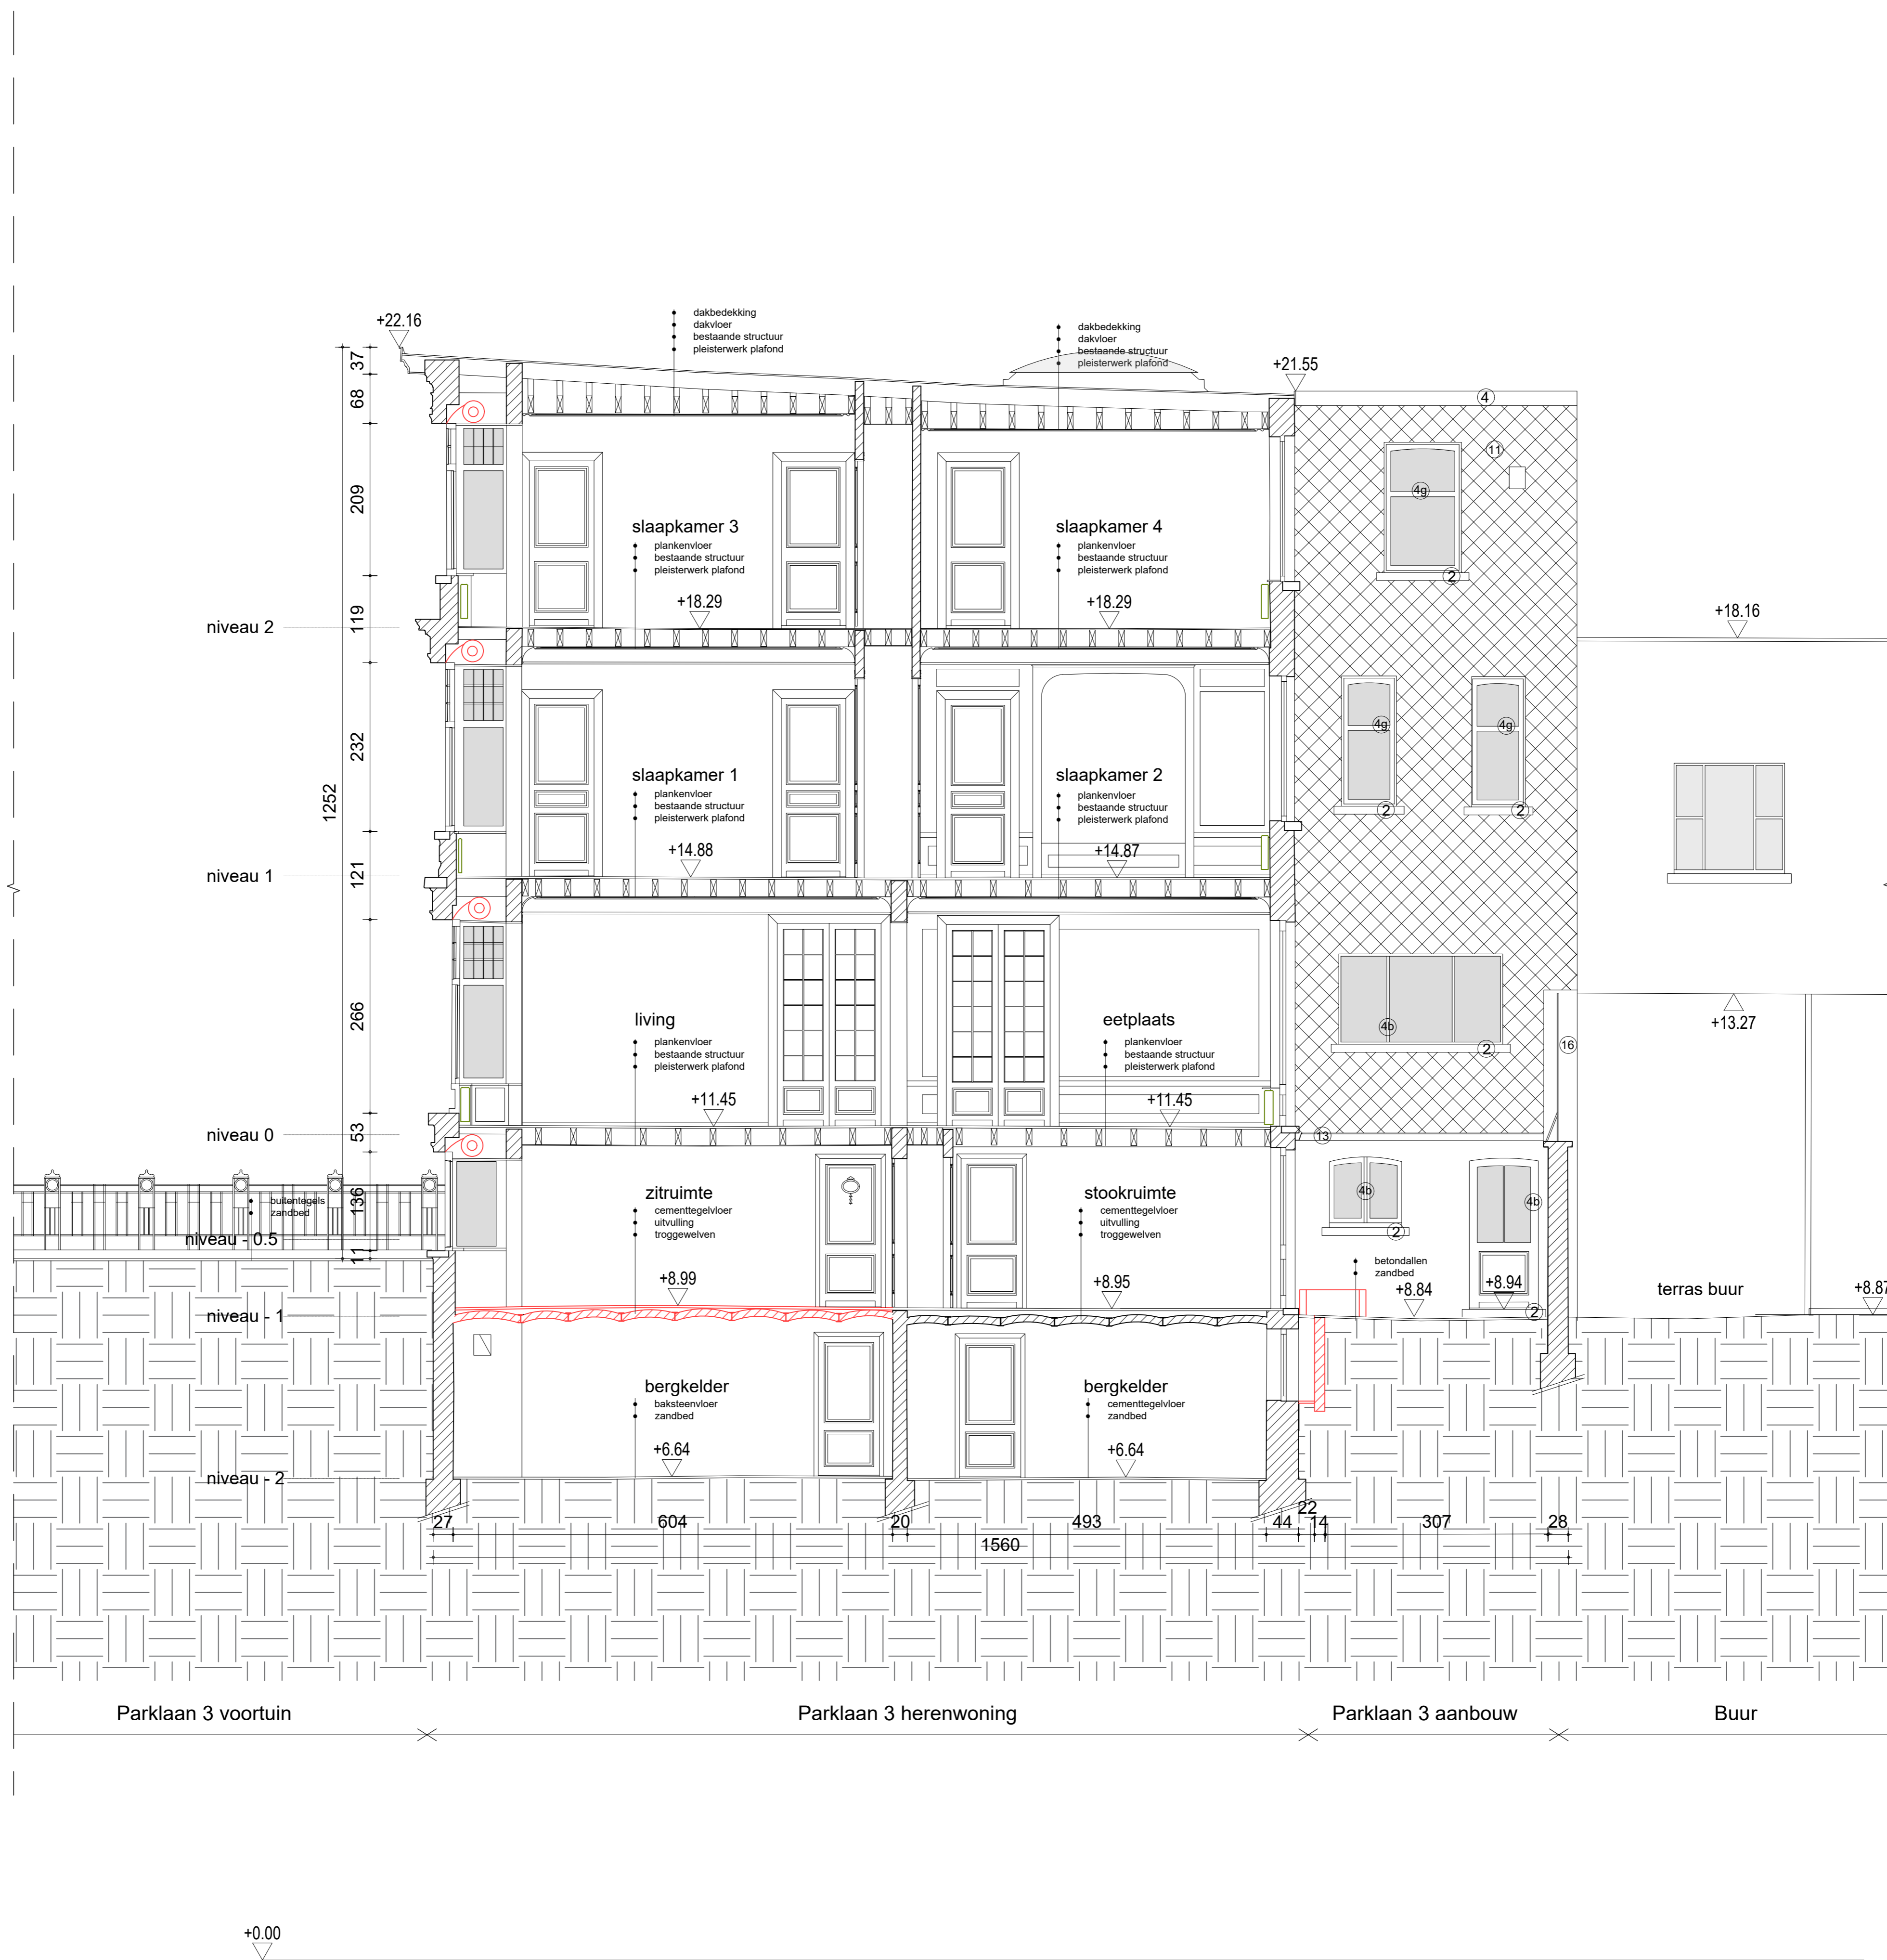 dakbedekking
dakvloer
bestaande structuur
pleisterwerk plafond
dakbedekking
dakvloer
bestaande structuur
pleisterwerk plafond
+22.16
+21.55
37
68
209
119
232
121
266
53
136
11
1252
4
11
4g
2
slaapkamer 3
plankenvloer
bestaande structuur
pleisterwerk plafond
+18.29
slaapkamer 4
plankenvloer
bestaande structuur
pleisterwerk plafond
+18.29
niveau 2
+18.16
4g
4g
2
2
slaapkamer 1
plankenvloer
bestaande structuur
pleisterwerk plafond
+14.88
slaapkamer 2
plankenvloer
bestaande structuur
pleisterwerk plafond
+14.87
niveau 1
living
plankenvloer
bestaande structuur
pleisterwerk plafond
+11.45
eetplaats
plankenvloer
bestaande structuur
pleisterwerk plafond
+11.45
4b
2
16
+13.27
niveau 0
13
buitentegels
zandbed
niveau - 0.5
zitruimte
cementtegelvloer
uitvulling
troggewelven
+8.99
stookruimte
cementtegelvloer
uitvulling
troggewelven
+8.95
4b
4b
2
betondallen
zandbed
+8.84
+8.94
2
terras buur
+8.87
niveau - 1
bergkelder
baksteenvloer
zandbed
+6.64
bergkelder
cementtegelvloer
zandbed
+6.64
niveau - 2
27
604
20
493
44
22
14
307
28
1560
Parklaan 3 voortuin
Parklaan 3 herenwoning
Parklaan 3 aanbouw
Buur
+0.00